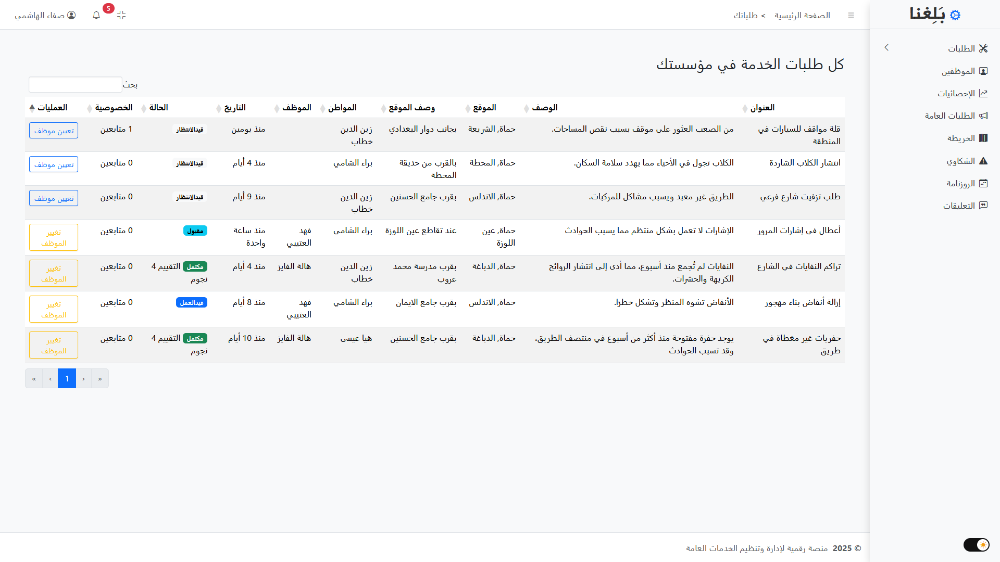 بَلِغنا
الصفحة الرئيسية > طلباتك
5
صفاء الهاشمي
الطلبات
الموظفين
الإحصائيات
الطلبات العامة
الخريطة
الشكاوي
الروزنامة
التعليقات
كل طلبات الخدمة في مؤسستك
بحث
العنوان الوصف الموقع وصف الموقع المواطن الموظف التاريخ الحالة الخصوصية العمليات
قلة مواقف للسيارات في من الصعب العثور على موقف بسبب نقص المساحات. حماة, الشريعة بجانب دوار البغدادي زين الدين منذ يومين قيدالانتظار 1 متابعين تعيين موظف
المنطقة خطاب
انتشار الكلاب الشاردة الكلاب تجول في الأحياء مما يهدد سلامة السكان. حماة, المحطة بالقرب من حديقة براء الشامي منذ 4 أيام قيدالانتظار 0 متابعين تعيين موظف
المحطة
طلب تزفيت شارع فرعي الطريق غير معبد ويسبب مشاكل للمركبات. حماة, الاندلس بقرب جامع الحسنين زين الدين منذ 9 أيام قيدالانتظار 0 متابعين تعيين موظف
خطاب
أعطال في إشارات المرور الإشارات لا تعمل بشكل منتظم مما يسبب الحوادث حماة, عين عند تقاطع عين اللوزة براء الشامي فهد منذ ساعة مقبول 0 متابعين تغيير
اللوزة العتيبي واحدة الموظف
تراكم النفايات في الشارع النفايات لم تُجمع منذ أسبوع، مما أدى إلى انتشار الروائح حماة, الدباغة بقرب مدرسة محمد زين الدين هالة الفايز منذ 4 أيام مكتمل التقييم 4 0 متابعين تغيير
الكريهة والحشرات. عروب خطاب نجوم الموظف
إزالة أنقاض بناء مهجور الأنقاض تشوه المنظر وتشكل خطرًا. حماة, الاندلس بقرب جامع الايمان براء الشامي فهد منذ 8 أيام قيدالعمل 0 متابعين تغيير
العتيبي الموظف
حفريات غير مغطاة في يوجد حفرة مفتوحة منذ أكثر من أسبوع في منتصف الطريق، حماة, الدباغة بقرب جامع الحسنين هيا عيسى هالة الفايز منذ 10 أيام مكتمل التقييم 4 0 متابعين تغيير
طريق وقد تسبب الحوادث نجوم الموظف
« ‹ 1 › »
© 2025 منصة رقمية لإدارة وتنظيم الخدمات العامة